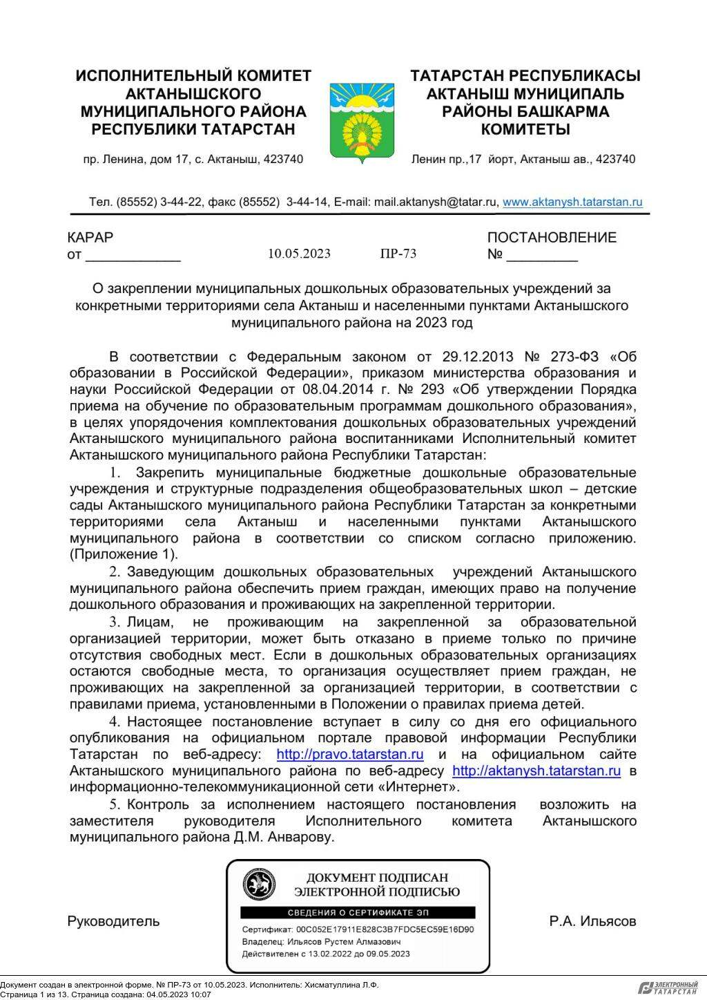 ИСПОЛНИТЕЛЬНЫЙ КОМИТЕТ
АКТАНЫШСКОГО
МУНИЦИПАЛЬНОГО РАЙОНА
РЕСПУБЛИКИ ТАТАРСТАН
пр. Ленина, дом 17, с. Актаныш, 423740
ТАТАРСТАН РЕСПУБЛИКАСЫ
АКТАНЫШ МУНИЦИПАЛЬ
РАЙОНЫ БАШКАРМА
КОМИТЕТЫ
Ленин пр.,17 йорт, Актаныш ав., 423740
Тел. (85552) 3-44-22, факс (85552) 3-44-14, E-mail: mail.aktanysh@tatar.ru, www.aktanysh.tatarstan.ru
КАРАР ПОСТАНОВЛЕНИЕ
от ____________ 10.05.2023 ПР-73 № _________
О закреплении муниципальных дошкольных образовательных учреждений за
конкретными территориями села Актаныш и населенными пунктами Актанышского
муниципального района на 2023 год
В соответствии с Федеральным законом от 29.12.2013 № 273-ФЗ «Об
образовании в Российской Федерации», приказом министерства образования и
науки Российской Федерации от 08.04.2014 г. № 293 «Об утверждении Порядка
приема на обучение по образовательным программам дошкольного образования»,
в целях упорядочения комплектования дошкольных образовательных учреждений
Актанышского муниципального района воспитанниками Исполнительный комитет
Актанышского муниципального района Республики Татарстан:
1. Закрепить муниципальные бюджетные дошкольные образовательные
учреждения и структурные подразделения общеобразовательных школ – детские
сады Актанышского муниципального района Республики Татарстан за конкретными
территориями села Актаныш и населенными пунктами Актанышского
муниципального района в соответствии со списком согласно приложению.
(Приложение 1).
2. Заведующим дошкольных образовательных учреждений Актанышского
муниципального района обеспечить прием граждан, имеющих право на получение
дошкольного образования и проживающих на закрепленной территории.
3. Лицам, не проживающим на закрепленной за образовательной
организацией территории, может быть отказано в приеме только по причине
отсутствия свободных мест. Если в дошкольных образовательных организациях
остаются свободные места, то организация осуществляет прием граждан, не
проживающих на закрепленной за организацией территории, в соответствии с
правилами приема, установленными в Положении о правилах приема детей.
4. Настоящее постановление вступает в силу со дня его официального
опубликования на официальном портале правовой информации Республики
Татарстан по веб-адресу: http://pravo.tatarstan.ru и на официальном сайте
Актанышского муниципального района по веб-адресу http://aktanysh.tatarstan.ru в
информационно-телекоммуникационной сети «Интернет».
5. Контроль за исполнением настоящего постановления возложить на
заместителя руководителя Исполнительного комитета Актанышского
муниципального района Д.М. Анварову.
ДОКУМЕНТ ПОДПИСАН
ЭЛЕКТРОННОЙ ПОДПИСЬЮ
СВЕДЕНИЯ О СЕРТИФИКАТЕ ЭП
Руководитель Р.А. Ильясов
Сертификат: 00C052E17911E828C3B7FDC5EC59E16D90
Владелец: Ильясов Рустем Алмазович
Действителен с 13.02.2022 до 09.05.2023
Документ создан в электронной форме. № ПР-73 от 10.05.2023. Исполнитель: Хисматуллина Л.Ф.
Страница 1 из 13. Страница создана: 04.05.2023 10:07
ЭЛЕКТРОННЫЙ
ТАТАРСТАН